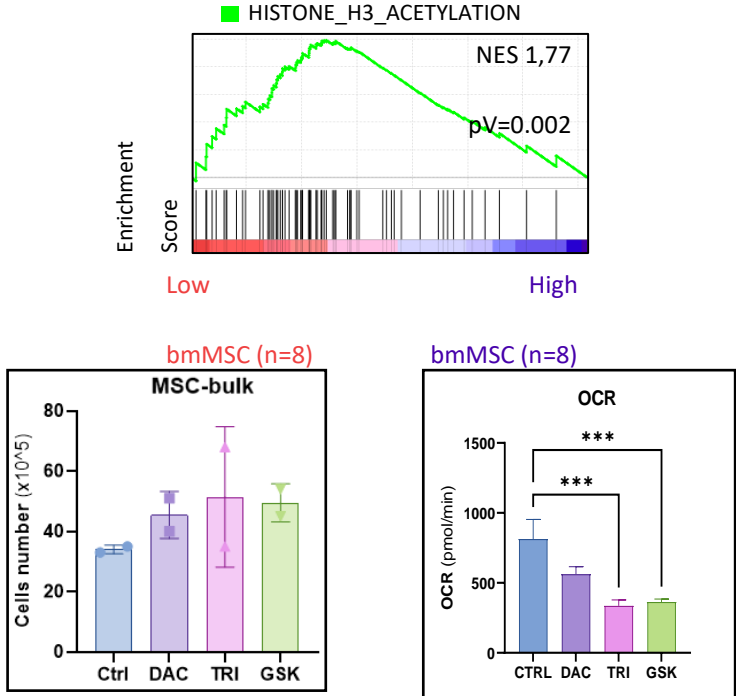 HISTONE_H3_ACETYLATION
NES 1,77
pV=0.002
Enrichment
Score
Low
High
bmMSC (n=8)
bmMSC (n=8)
MSC-bulk
Cells number (x10^5)
80
60
40
20
0
Ctrl DAC TRI GSK
OCR
OCR (pmol/min)
1500
1000
500
0
***
***
CTRL DAC TRI GSK